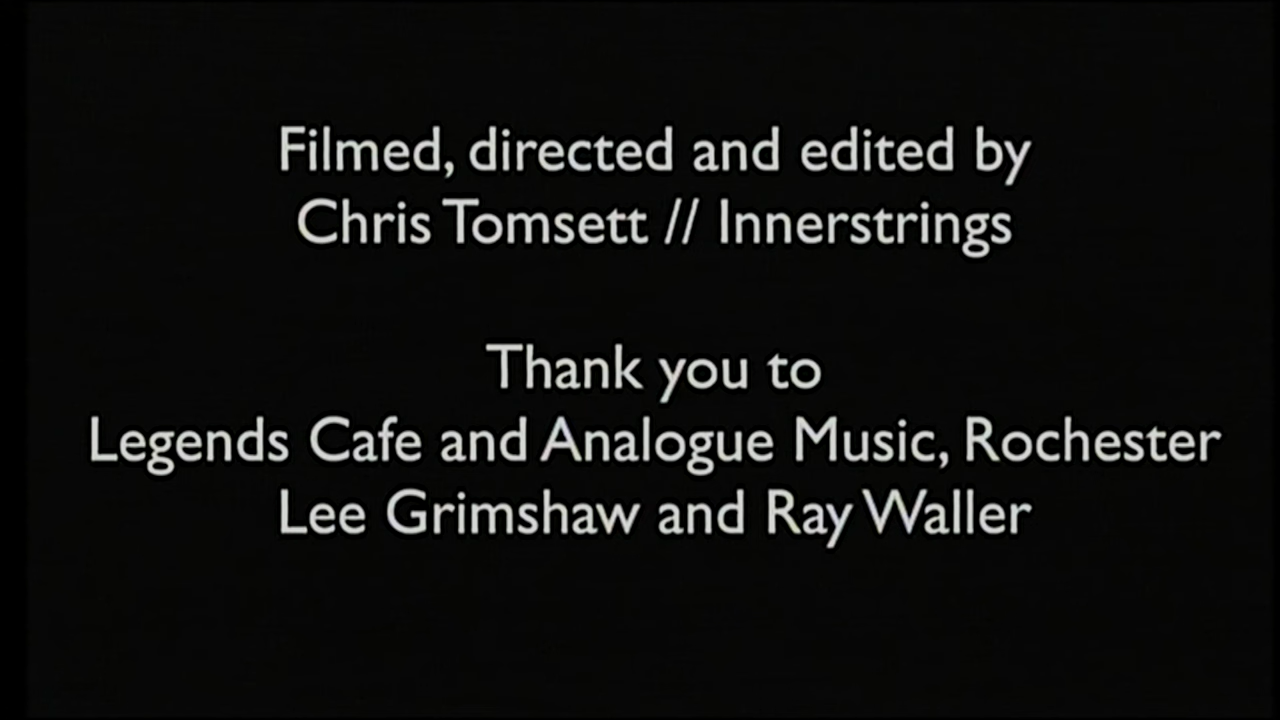 Filmed, directed and edited by
Chris Tomsett // Innerstrings
Thank you to
Legends Cafe and Analogue Music, Rochester
Lee Grimshaw and Ray Waller